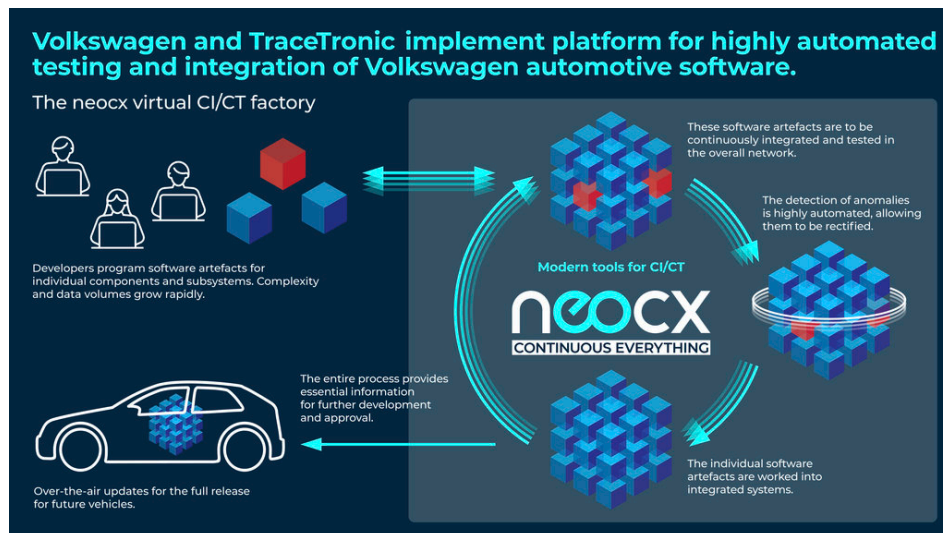 Volkswagen and TraceTronic implement platform for highly automated
testing and integration of Volkswagen automotive software.
The neocx virtual CI/CT factory
Developers program software artefacts for
individual components and subsystems. Complexity
and data volumes grow rapidly.
These software artefacts are to be
continuously integrated and tested in
the overall network.
The detection of anomalies
is highly automated, allowing
them to be rectified.
Modern tools for CI/CT
neocx
CONTINUOUS EVERYTHING
The entire process provides
essential information
for further development
and approval.
The individual software
artefacts are worked into
integrated systems.
Over-the-air updates for the full release
for future vehicles.